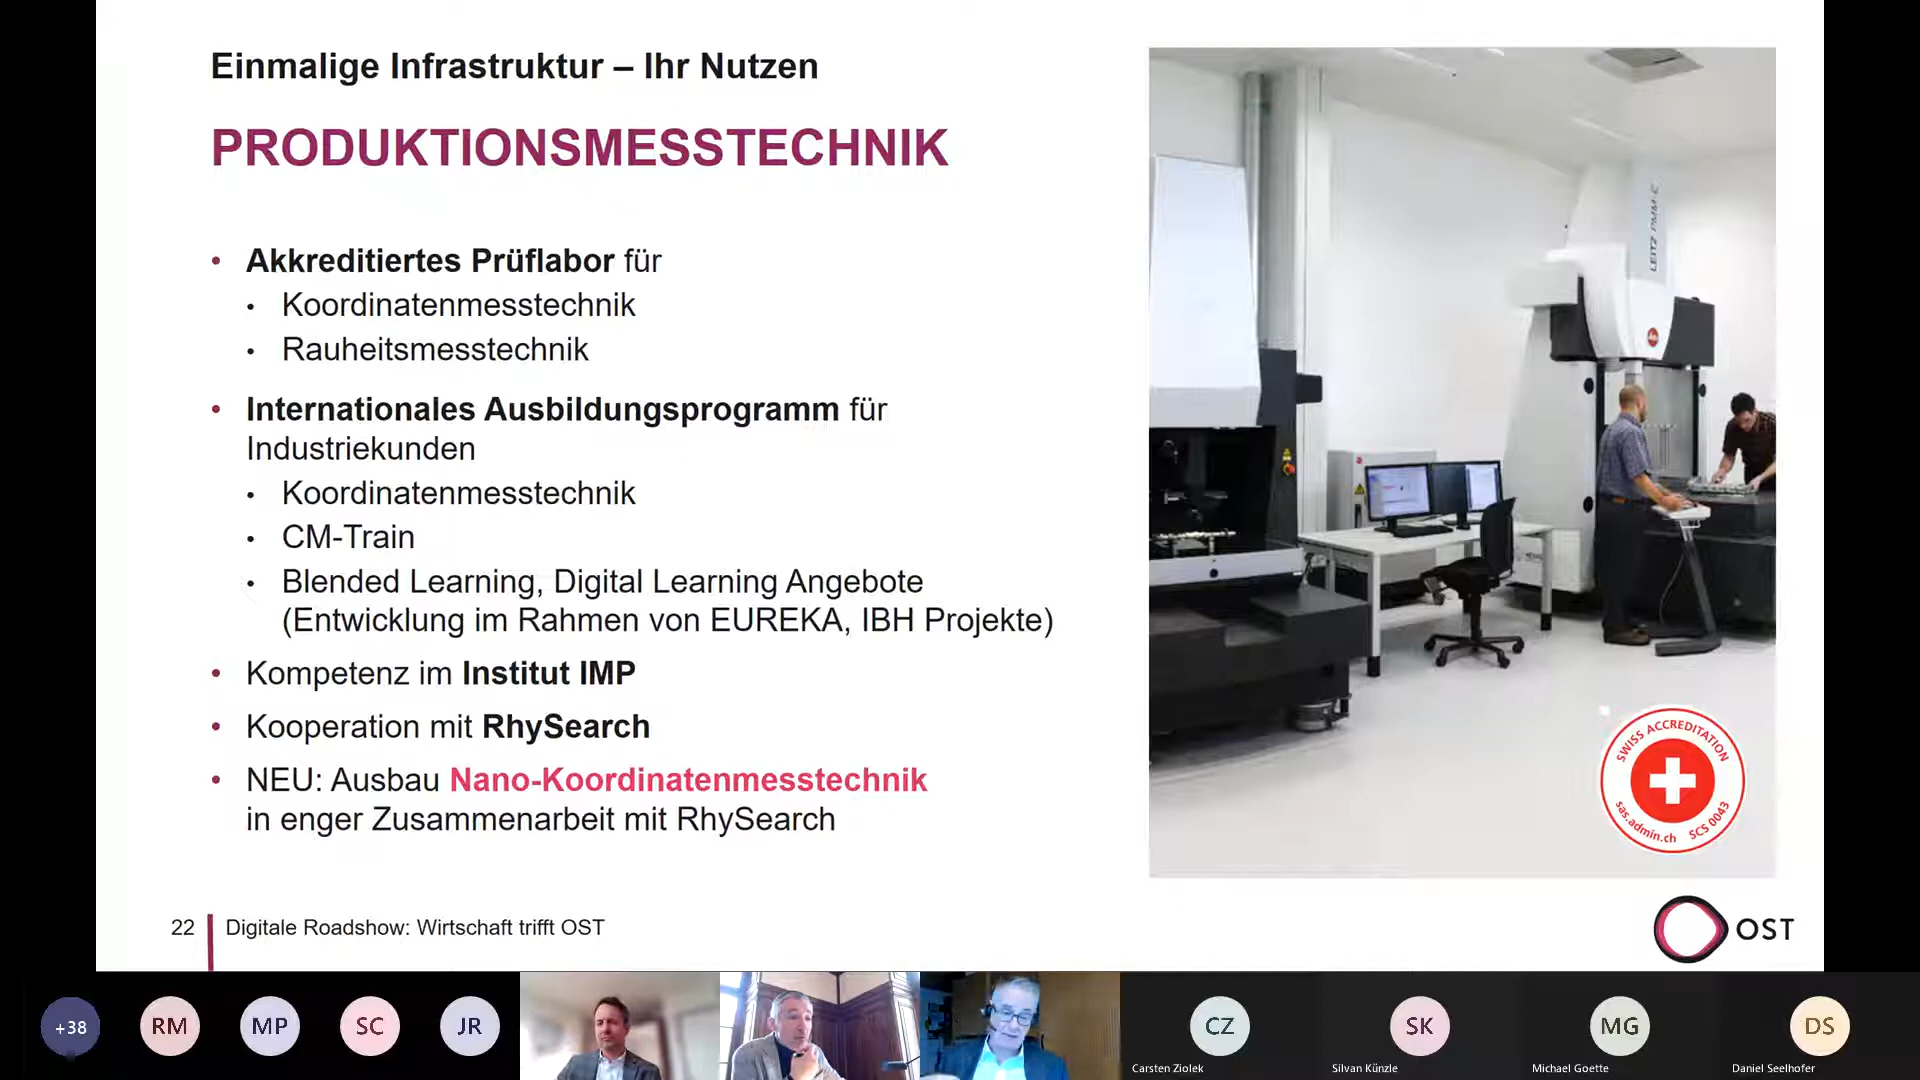 Einmalige Infrastruktur – Ihr Nutzen
PRODUKTIONSMESSTECHNIK
• Akkreditiertes Prüflabor für
• Koordinatenmesstechnik
• Rauheitsmesstechnik
• Internationales Ausbildungsprogramm für
Industriekunden
• Koordinatenmesstechnik
• CM-Train
• Blended Learning, Digital Learning Angebote
(Entwicklung im Rahmen von EUREKA, IBH Projekte)
• Kompetenz im Institut IMP
• Kooperation mit RhySearch
• NEU: Ausbau Nano-Koordinatenmesstechnik
in enger Zusammenarbeit mit RhySearch
LEITZ PMM-C
SWISS ACCREDITATION
sas.admin.ch SCS 0043
22
Digitale Roadshow: Wirtschaft trifft OST
OST
+38
RM
MP
SC
JR
CZ
SK
MG
DS
Carsten Ziolek
Silvan Künzle
Michael Goette
Daniel Seelhofer